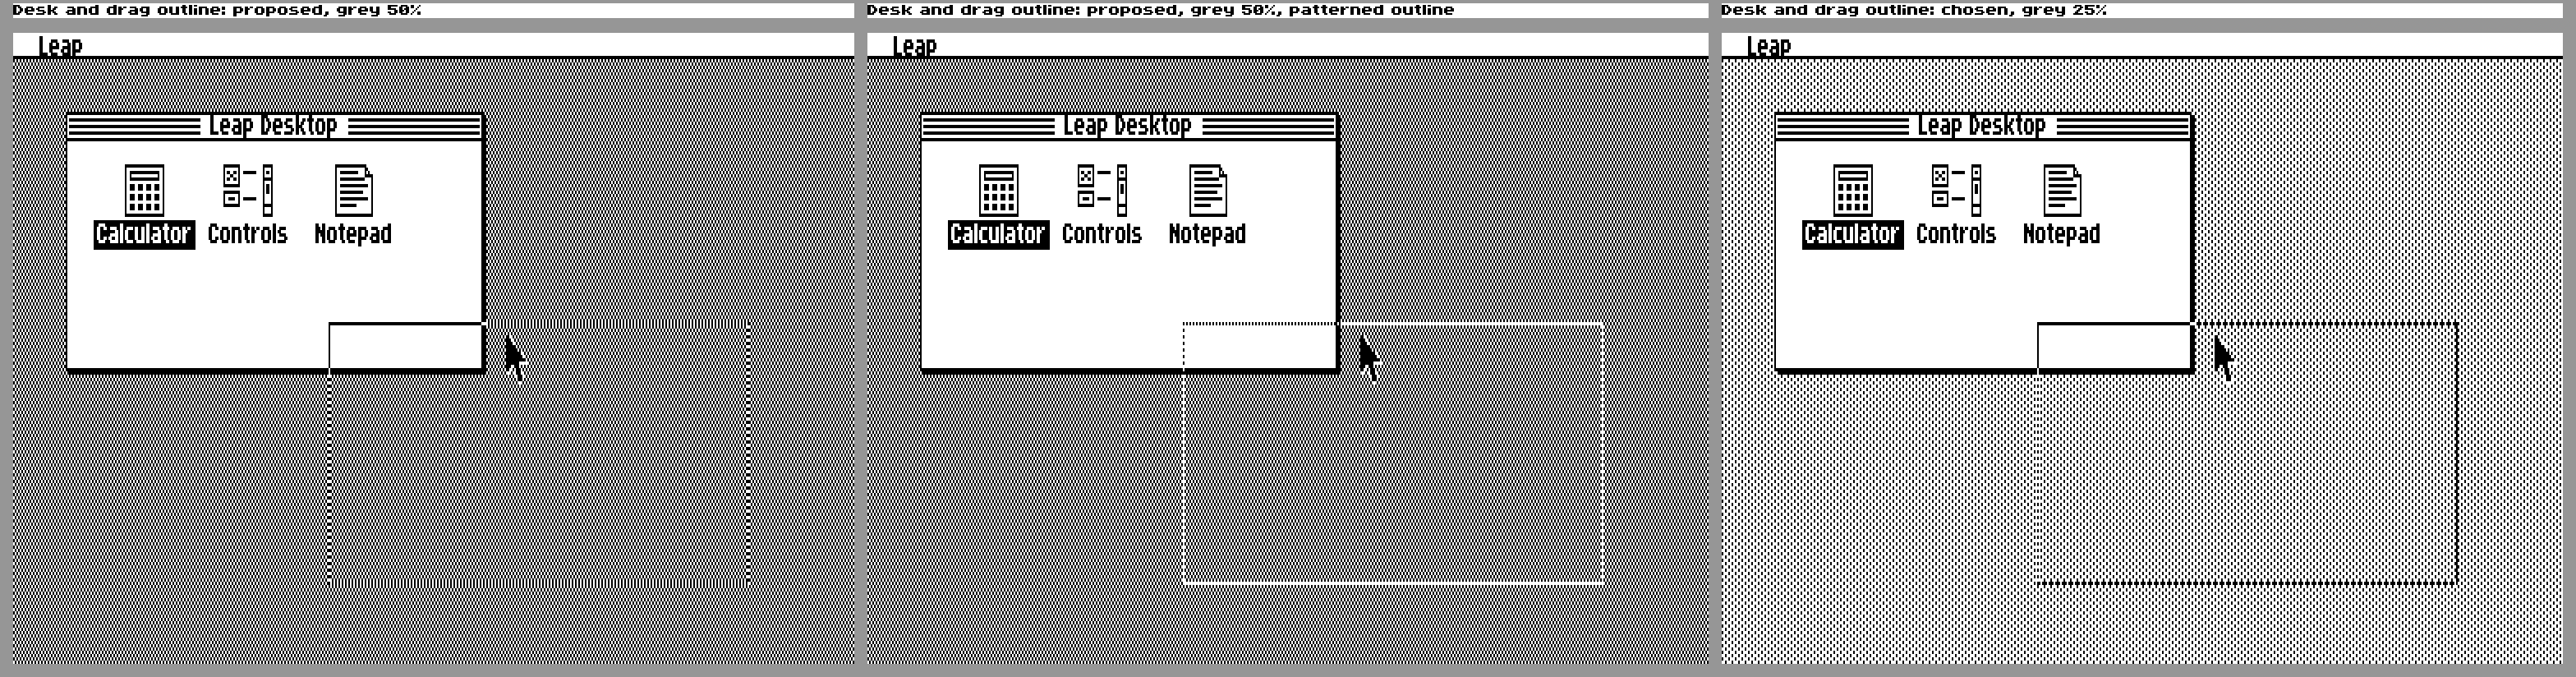 Desk and drag outline: proposed, grey 50%
Leap
Leap Desktop
Calculator Controls Notepad
Desk and drag outline: proposed, grey 50%, patterned outline
Leap
Leap Desktop
Calculator Controls Notepad
Desk and drag outline: chosen, grey 25%
Leap
Leap Desktop
Calculator Controls Notepad